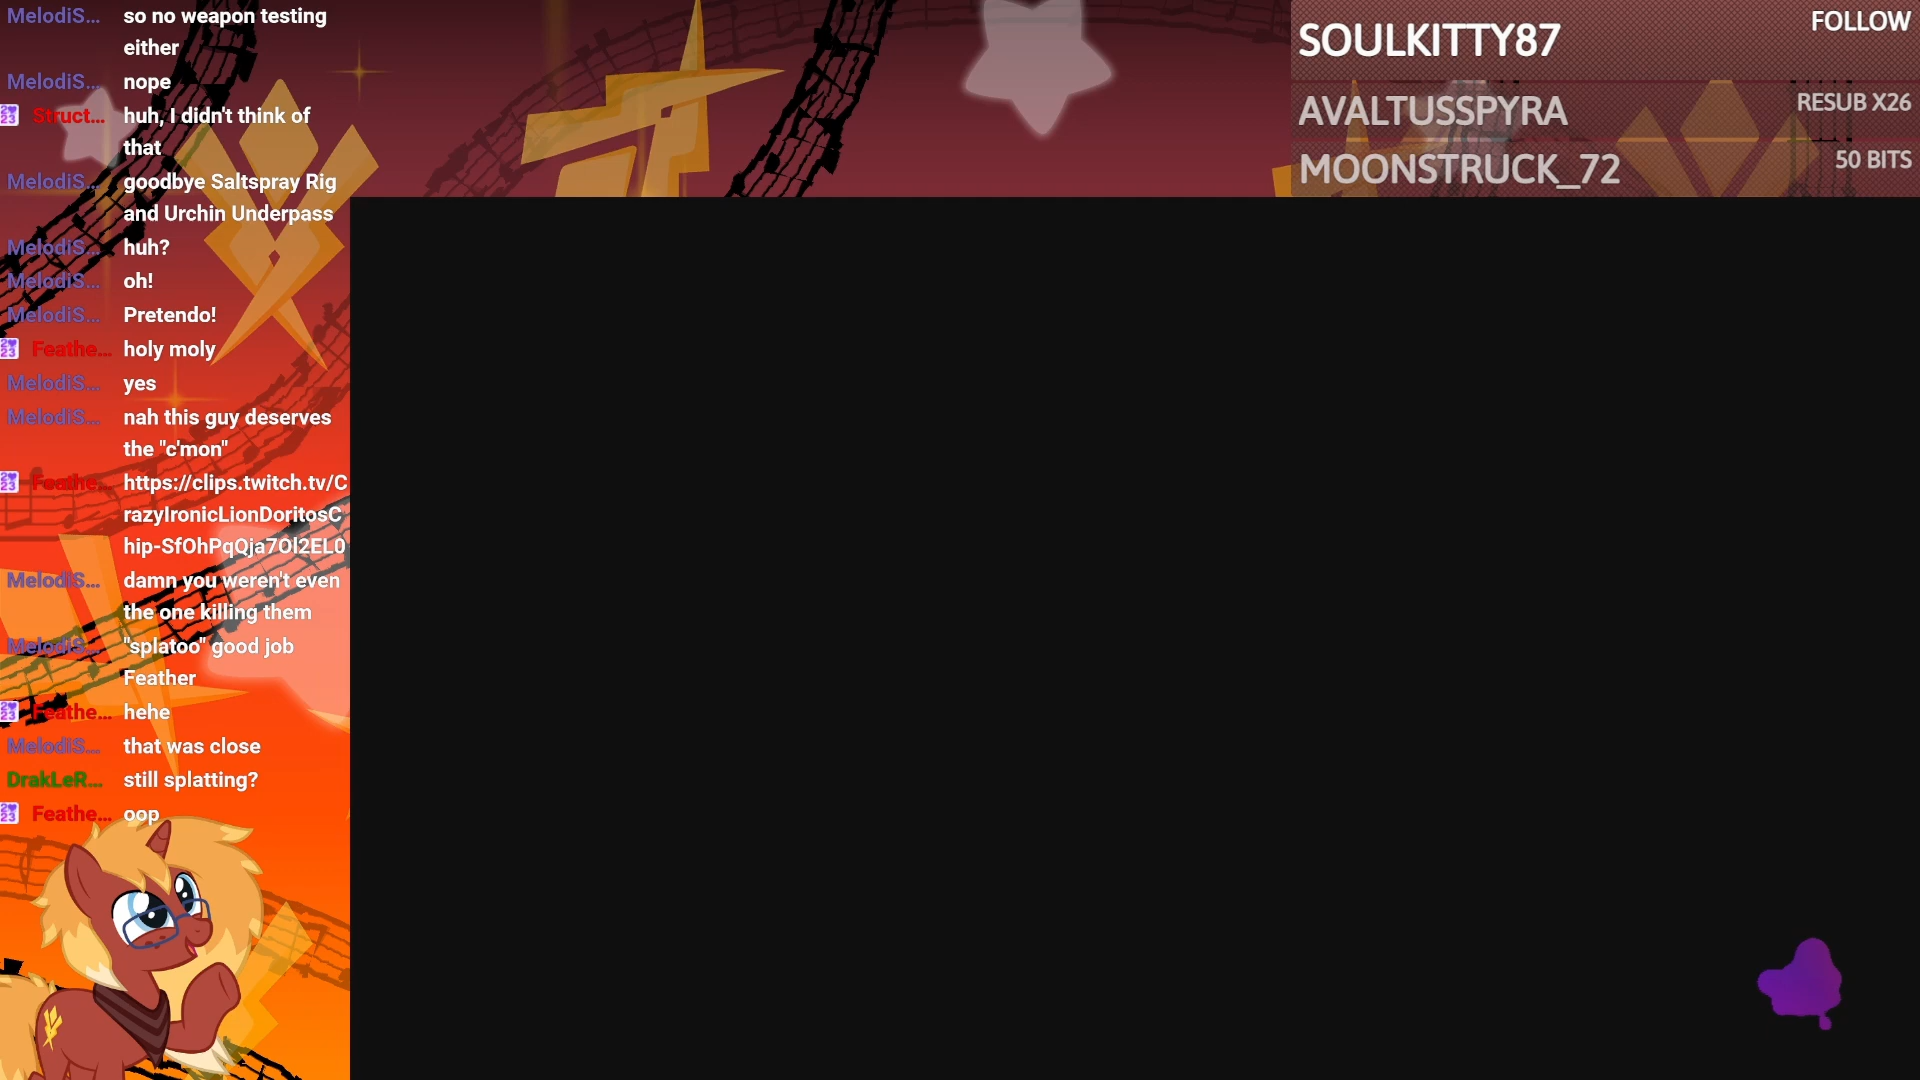 MelodiS... so no weapon testing
either
MelodiS... nope
Struct... huh, I didn't think of
that
MelodiS... goodbye Saltspray Rig
and Urchin Underpass
MelodiS... huh?
MelodiS... oh!
MelodiS... Pretendo!
Feathe... holy moly
MelodiS... yes
MelodiS... nah this guy deserves
the "c'mon"
Feathe... https://clips.twitch.tv/C
razyIronicLionDoritosC
hip-SfOhPqQja7Ol2EL0
MelodiS... damn you weren't even
the one killing them
MelodiS... "splatoo" good job
Feather
Feathe... hehe
MelodiS... that was close
DrakLeR... still splatting?
Feathe... oop
SOULKITTY87 FOLLOW
AVALTUSSPYRA RESUB X26
MOONSTRUCK_72 50 BITS